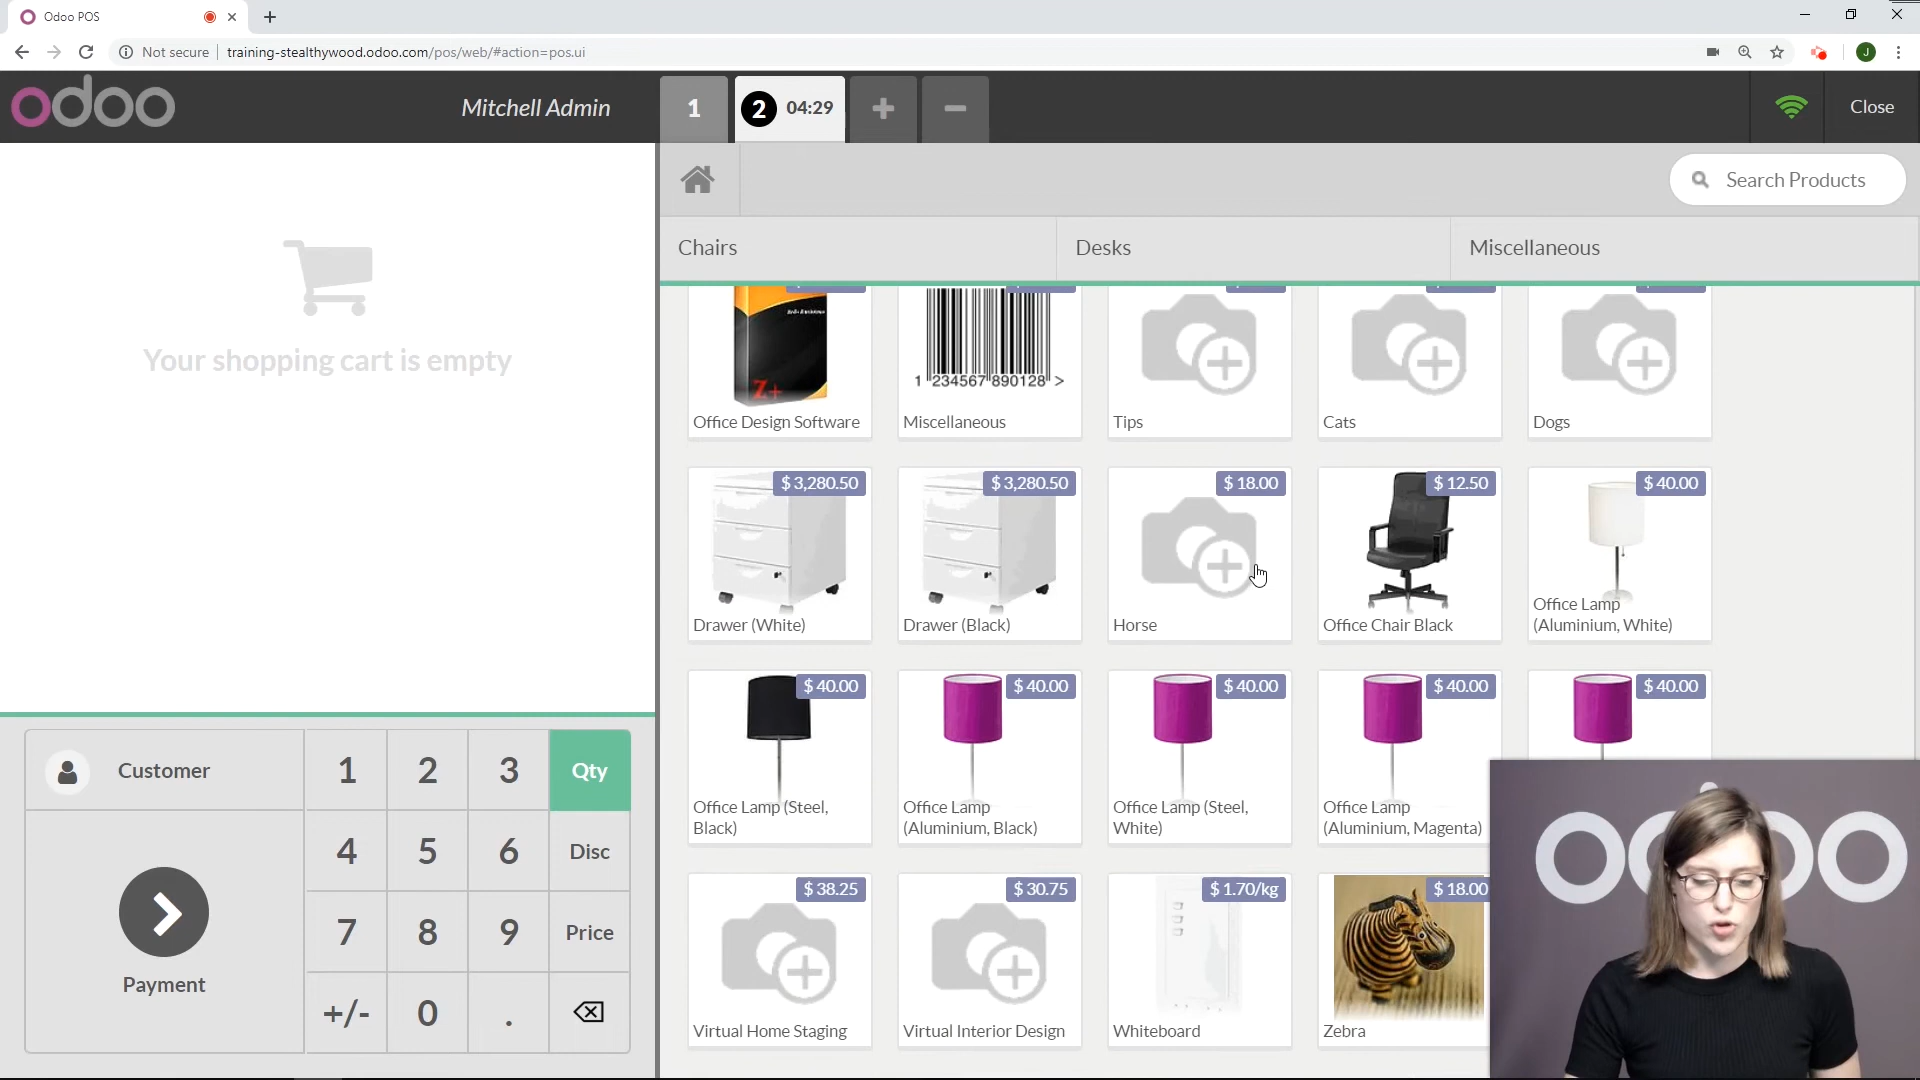 Odoo POS
Not secure
training-stealthywood.odoo.com/pos/web/#action=pos.ui
J
odoo
Mitchell Admin
1
2 04:29
+
−
Close
Search Products
Your shopping cart is empty
Chairs
Desks
Miscellaneous
Z+
1 234567 890128 >
Office Design Software
Miscellaneous
Tips
Cats
Dogs
$ 3,280.50
$ 3,280.50
$ 18.00
$ 12.50
$ 40.00
Drawer (White)
Drawer (Black)
Horse
Office Chair Black
Office Lamp
(Aluminium, White)
$ 40.00
$ 40.00
$ 40.00
$ 40.00
$ 40.00
Office Lamp (Steel,
Black)
Office Lamp
(Aluminium, Black)
Office Lamp (Steel,
White)
Office Lamp
(Aluminium, Magenta)
$ 38.25
$ 30.75
$ 1.70/kg
$ 18.00
Virtual Home Staging
Virtual Interior Design
Whiteboard
Zebra
Customer
1
2
3
Qty
4
5
6
Disc
7
8
9
Price
+/-
0
.
Payment
odoo